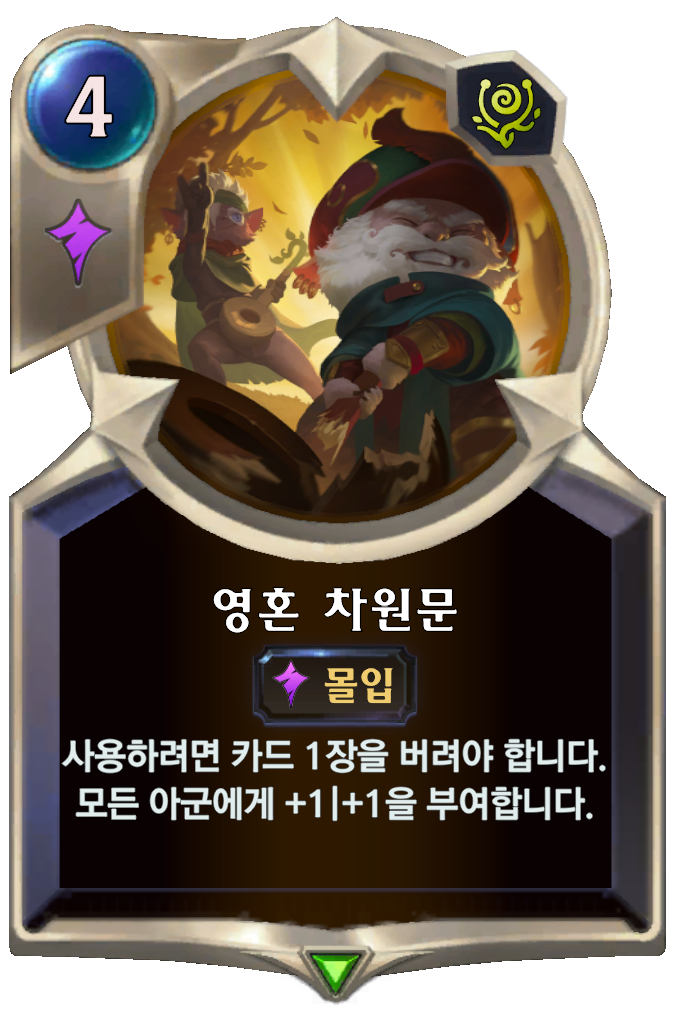 4
영혼 차원문
몰입
사용하려면 카드 1장을 버려야 합니다.
모든 아군에게 +1|+1을 부여합니다.